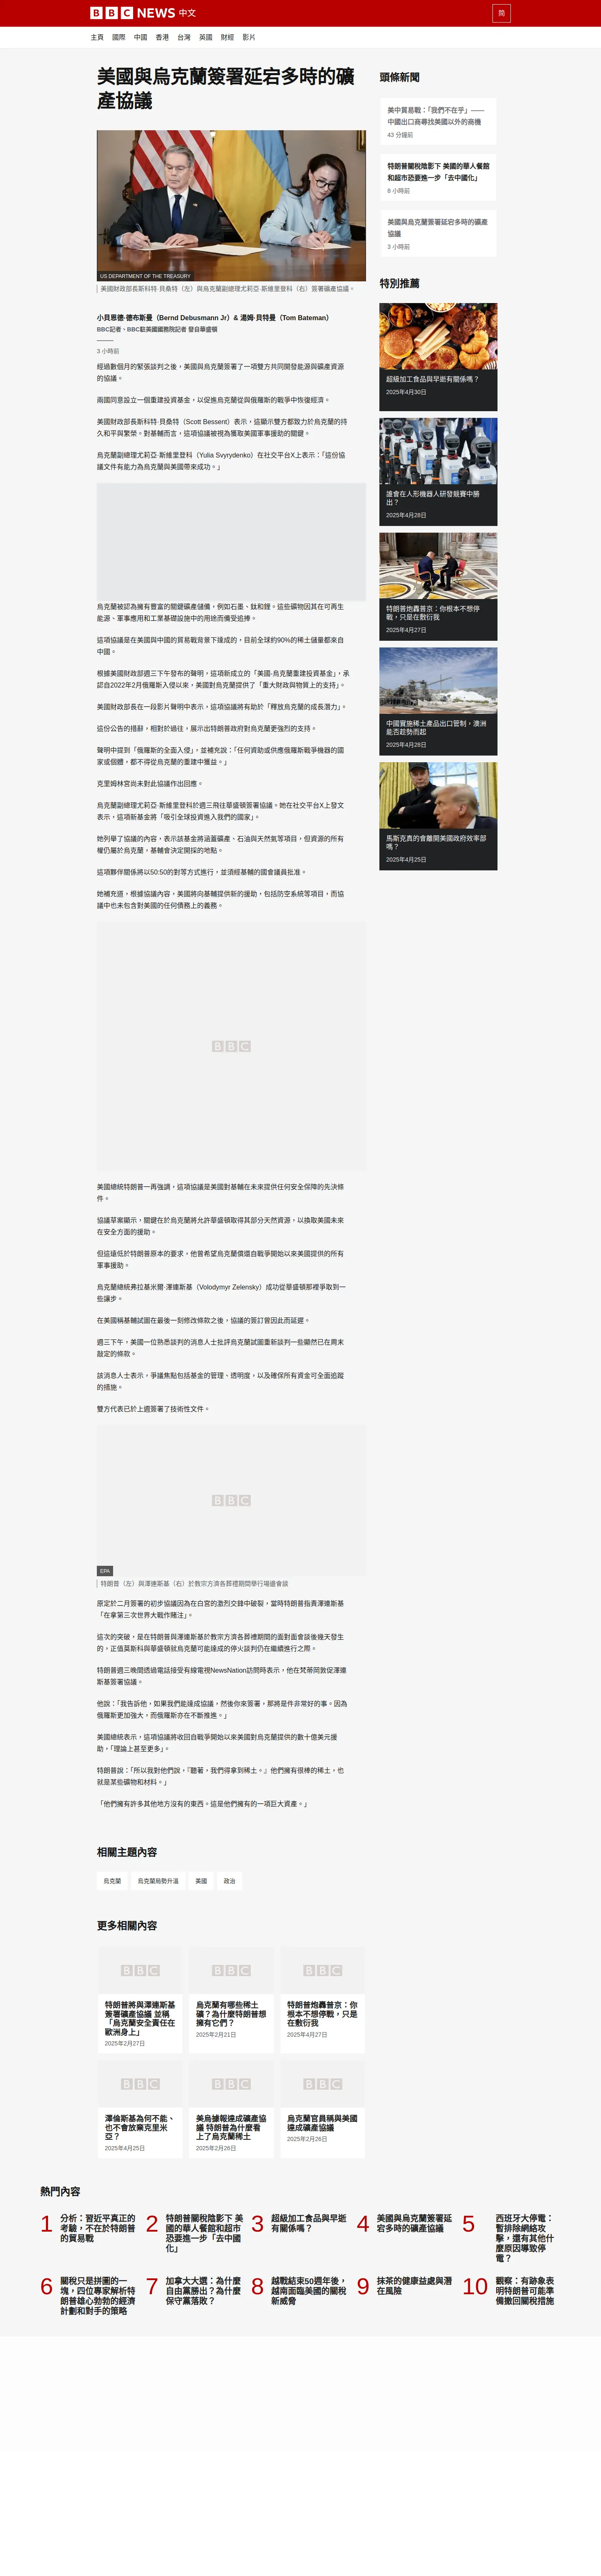 BBC NEWS 中文
简
主頁 國際 中國 香港 台灣 英國 財經 影片
美國與烏克蘭簽署延宕多時的礦
產協議
US DEPARTMENT OF THE TREASURY
美國財政部長斯科特·貝桑特（左）與烏克蘭副總理尤莉亞·斯維里登科（右）簽署礦產協議。
小貝恩德·德布斯曼（Bernd Debusmann Jr）& 湯姆·貝特曼（Tom Bateman）
BBC記者、BBC駐美國國務院記者 發自華盛頓
3 小時前
經過數個月的緊張談判之後，美國與烏克蘭簽署了一項雙方共同開發能源與礦產資源
的協議。
兩國同意設立一個重建投資基金，以促進烏克蘭從與俄羅斯的戰爭中恢復經濟。
美國財政部長斯科特·貝桑特（Scott Bessent）表示，這顯示雙方都致力於烏克蘭的持
久和平與繁榮。對基輔而言，這項協議被視為獲取美國軍事援助的關鍵。
烏克蘭副總理尤莉亞·斯維里登科（Yulia Svyrydenko）在社交平台X上表示：「這份協
議文件有能力為烏克蘭與美國帶來成功。」
烏克蘭被認為擁有豐富的關鍵礦產儲備，例如石墨、鈦和鋰。這些礦物因其在可再生
能源、軍事應用和工業基礎設施中的用途而備受追捧。
這項協議是在美國與中國的貿易戰背景下達成的，目前全球約90%的稀土儲量都來自
中國。
根據美國財政部週三下午發布的聲明，這項新成立的「美國-烏克蘭重建投資基金」，承
認自2022年2月俄羅斯入侵以來，美國對烏克蘭提供了「重大財政與物質上的支持」。
美國財政部長在一段影片聲明中表示，這項協議將有助於「釋放烏克蘭的成長潛力」。
這份公告的措辭，相對於過往，展示出特朗普政府對烏克蘭更強烈的支持。
聲明中提到「俄羅斯的全面入侵」，並補充說：「任何資助或供應俄羅斯戰爭機器的國
家或個體，都不得從烏克蘭的重建中獲益。」
克里姆林宮尚未對此協議作出回應。
烏克蘭副總理尤莉亞·斯維里登科於週三飛往華盛頓簽署協議。她在社交平台X上發文
表示，這項新基金將「吸引全球投資進入我們的國家」。
她列舉了協議的內容，表示該基金將涵蓋礦產、石油與天然氣等項目，但資源的所有
權仍屬於烏克蘭，基輔會決定開採的地點。
這項夥伴關係將以50:50的對等方式進行，並須經基輔的國會議員批准。
她補充道，根據協議內容，美國將向基輔提供新的援助，包括防空系統等項目，而協
議中也未包含對美國的任何債務上的義務。
美國總統特朗普一再強調，這項協議是美國對基輔在未來提供任何安全保障的先決條
件。
協議草案顯示，關鍵在於烏克蘭將允許華盛頓取得其部分天然資源，以換取美國未來
在安全方面的援助。
但這遠低於特朗普原本的要求，他曾希望烏克蘭償還自戰爭開始以來美國提供的所有
軍事援助。
烏克蘭總統弗拉基米爾·澤連斯基（Volodymyr Zelensky）成功從華盛頓那裡爭取到一
些讓步。
在美國稱基輔試圖在最後一刻修改條款之後，協議的簽訂曾因此而延遲。
週三下午，美國一位熟悉談判的消息人士批評烏克蘭試圖重新談判一些顯然已在周末
敲定的條款。
該消息人士表示，爭議焦點包括基金的管理、透明度，以及確保所有資金可全面追蹤
的措施。
雙方代表已於上週簽署了技術性文件。
BBC
EPA
特朗普（左）與澤連斯基（右）於教宗方濟各葬禮期間舉行場邊會談
原定於二月簽署的初步協議因為在白宮的激烈交鋒中破裂，當時特朗普指責澤連斯基
「在拿第三次世界大戰作賭注」。
這次的突破，是在特朗普與澤連斯基於教宗方濟各葬禮期間的面對面會談後幾天發生
的，正值莫斯科與華盛頓就烏克蘭可能達成的停火談判仍在繼續進行之際。
特朗普週三晚間透過電話接受有線電視NewsNation訪問時表示，他在梵蒂岡敦促澤連
斯基簽署協議。
他說：「我告訴他，如果我們能達成協議，然後你來簽署，那將是件非常好的事。因為
俄羅斯更加強大，而俄羅斯亦在不斷推進。」
美國總統表示，這項協議將收回自戰爭開始以來美國對烏克蘭提供的數十億美元援
助，「理論上甚至更多」。
特朗普說：「所以我對他們說，『聽著，我們得拿到稀土。』他們擁有很棒的稀土，也
就是某些礦物和材料。」
「他們擁有許多其他地方沒有的東西。這是他們擁有的一項巨大資產。」
相關主題內容
烏克蘭 烏克蘭局勢升溫 美國 政治
更多相關內容
特朗普將與澤連斯基
簽署礦產協議 並稱
「烏克蘭安全責任在
歐洲身上」
2025年2月27日
烏克蘭有哪些稀土
礦？為什麼特朗普想
擁有它們？
2025年2月21日
特朗普炮轟普京：你
根本不想停戰，只是
在敷衍我
2025年4月27日
澤倫斯基為何不能、
也不會放棄克里米
亞？
2025年4月25日
美烏據報達成礦產協
議 特朗普為什麼看
上了烏克蘭稀土
2025年2月26日
烏克蘭官員稱與美國
達成礦產協議
2025年2月26日
頭條新聞
美中貿易戰：「我們不在乎」——
中國出口商尋找美國以外的商機
43 分鐘前
特朗普關稅陰影下 美國的華人餐館
和超市恐要進一步「去中國化」
8 小時前
美國與烏克蘭簽署延宕多時的礦產
協議
3 小時前
特別推薦
超級加工食品與早逝有關係嗎？
2025年4月30日
誰會在人形機器人研發競賽中勝
出？
2025年4月28日
特朗普炮轟普京：你根本不想停
戰，只是在敷衍我
2025年4月27日
中國實施稀土產品出口管制，澳洲
能否趁勢而起
2025年4月28日
馬斯克真的會離開美國政府效率部
嗎？
2025年4月25日
熱門內容
1 分析：習近平真正的
考驗，不在於特朗普
的貿易戰
2 特朗普關稅陰影下 美
國的華人餐館和超市
恐要進一步「去中國
化」
3 超級加工食品與早逝
有關係嗎？
4 美國與烏克蘭簽署延
宕多時的礦產協議
5 西班牙大停電：
暫排除網絡攻
擊，還有其他什
麼原因導致停
電？
6 關稅只是拼圖的一
塊，四位專家解析特
朗普雄心勃勃的經濟
計劃和對手的策略
7 加拿大大選：為什麼
自由黨勝出？為什麼
保守黨落敗？
8 越戰結束50週年後，
越南面臨美國的關稅
新威脅
9 抹茶的健康益處與潛
在風險
10 觀察：有跡象表
明特朗普可能準
備撤回關稅措施